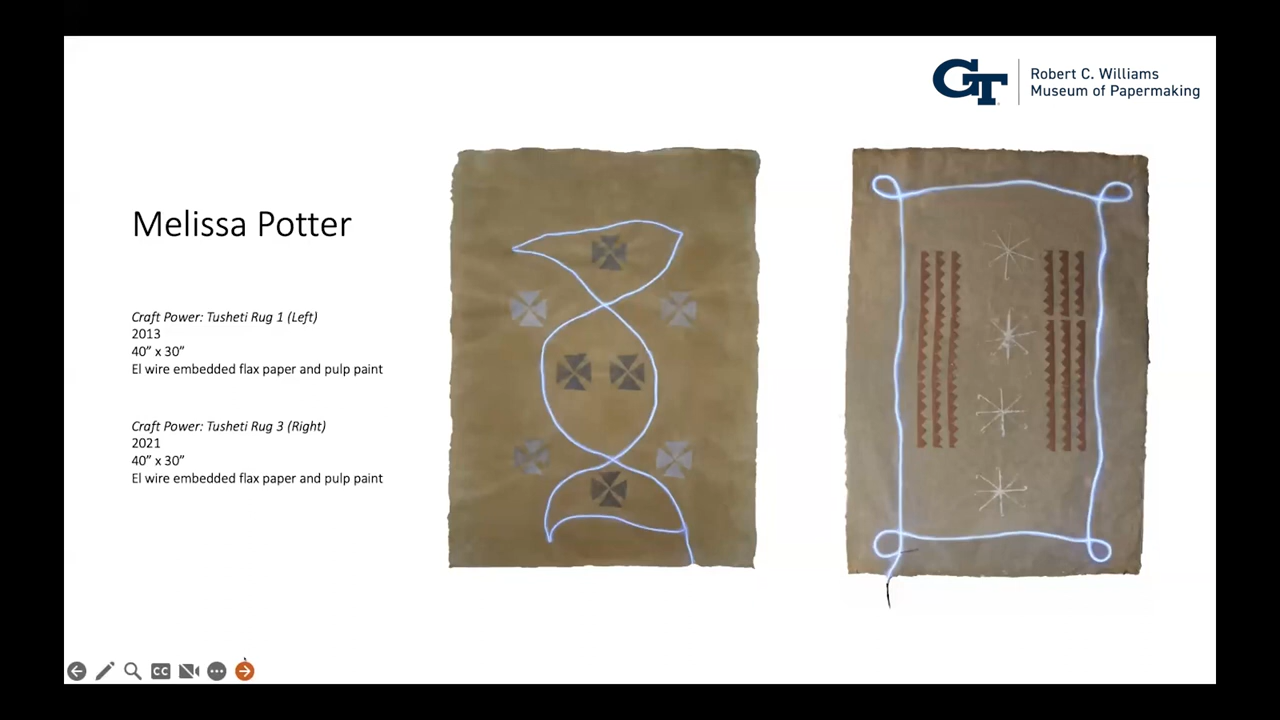 GT
Robert C. Williams
Museum of Papermaking
Melissa Potter
Craft Power: Tusheti Rug 1 (Left)
2013
40” x 30”
El wire embedded flax paper and pulp paint
Craft Power: Tusheti Rug 3 (Right)
2021
40” x 30”
El wire embedded flax paper and pulp paint
CC